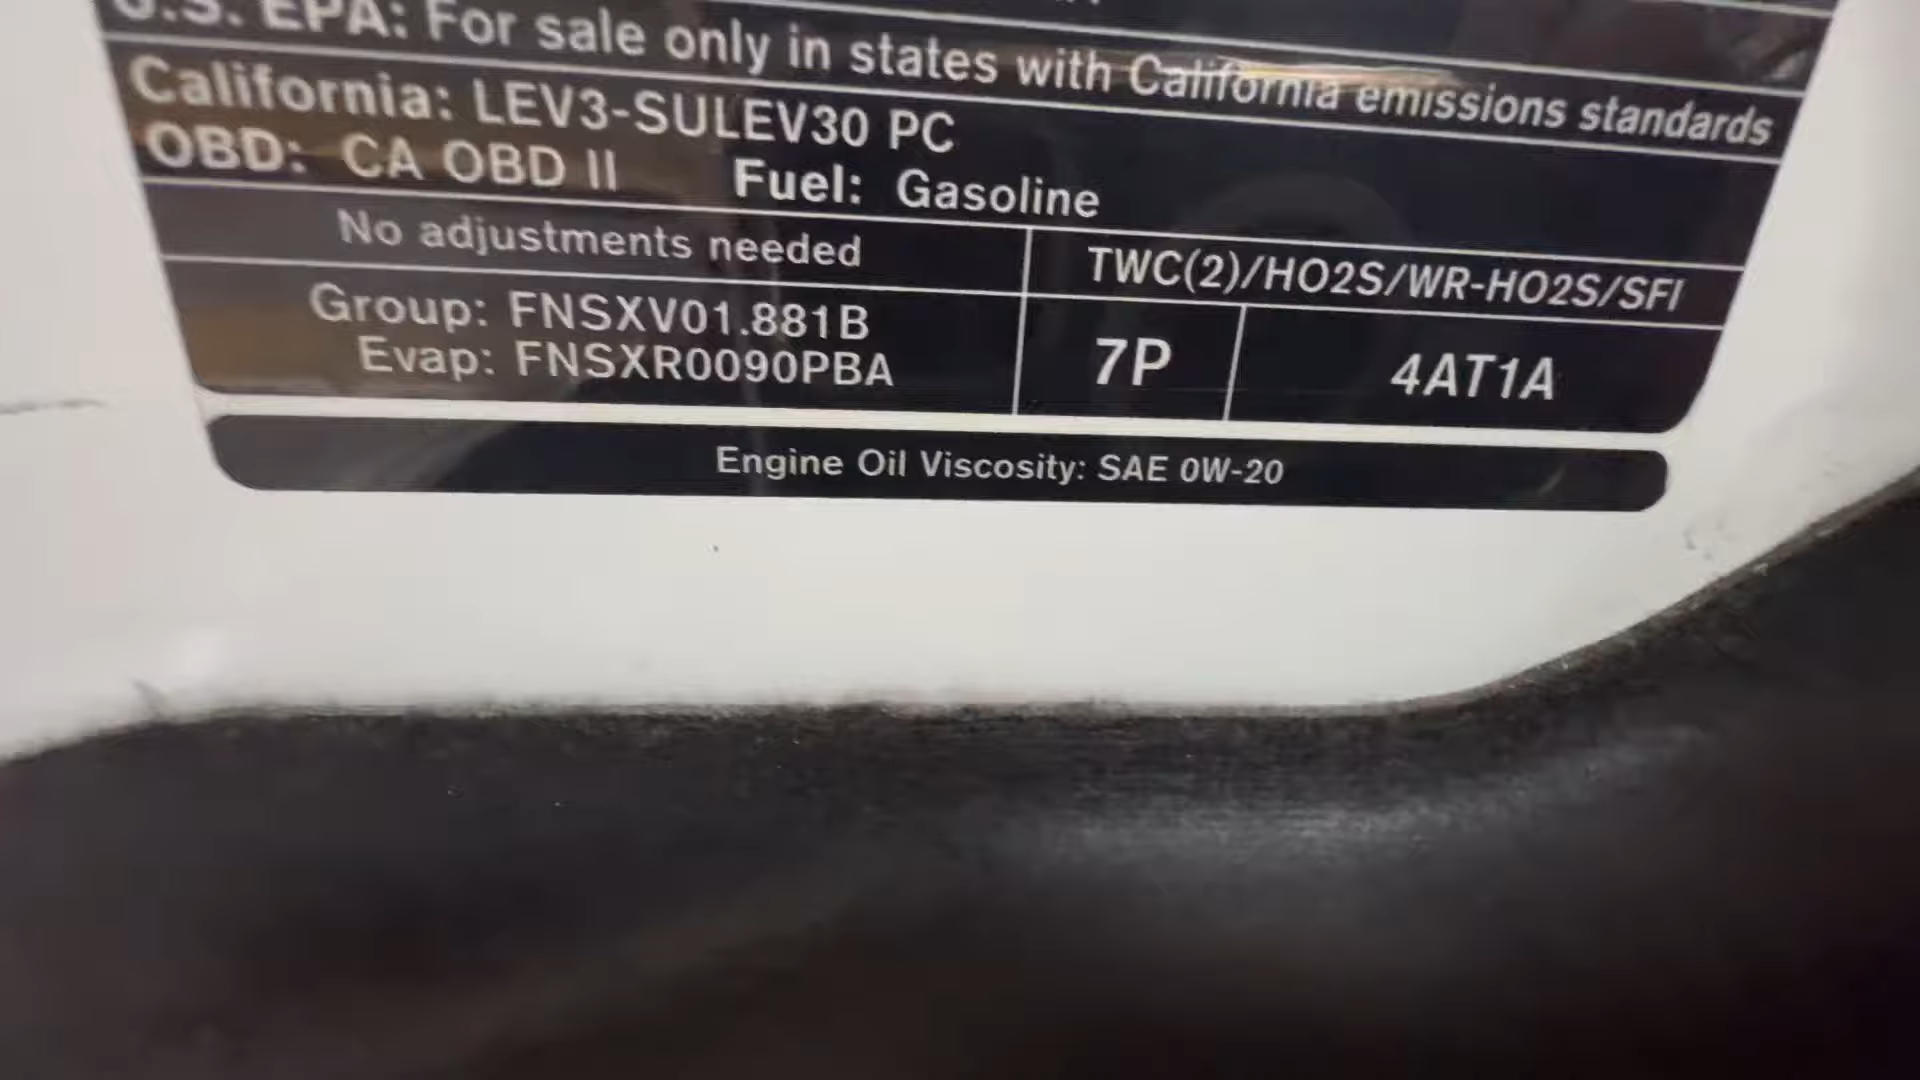 U.S. EPA: For sale only in states with California emissions standards
California: LEV3-SULEV30 PC
OBD: CA OBD II Fuel: Gasoline
No adjustments needed
TWC(2)/HO2S/WR-HO2S/SFI
Group: FNSXV01.881B
Evap: FNSXR0090PBA
7P
4AT1A
Engine Oil Viscosity: SAE 0W-20